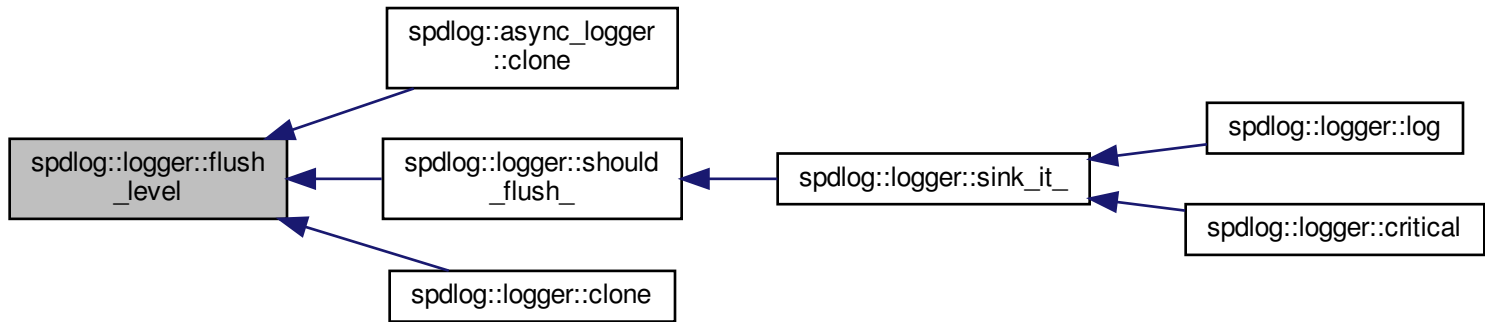 spdlog::async_logger
::clone
spdlog::logger::flush
_level
spdlog::logger::should
_flush_
spdlog::logger::clone
spdlog::logger::sink_it_
spdlog::logger::log
spdlog::logger::critical